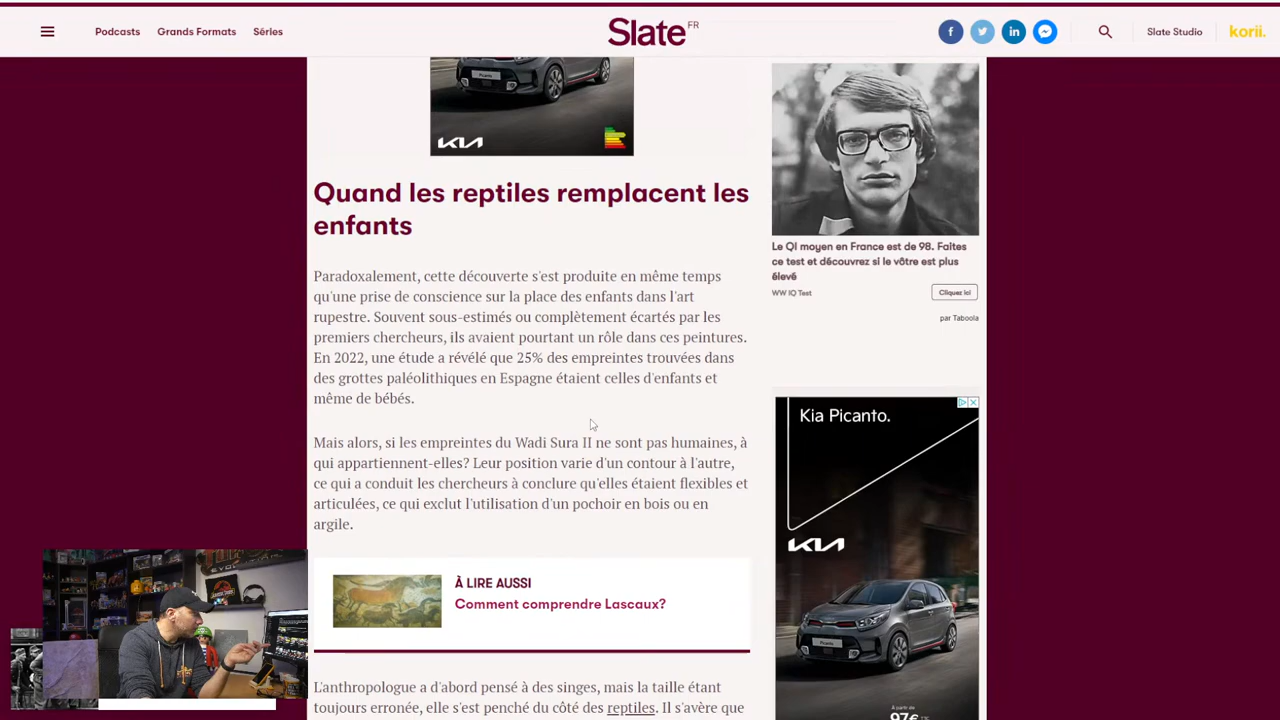 Podcasts Grands Formats Séries
Slate FR
Slate Studio korii.
KIA
Quand les reptiles remplacent les
enfants
Paradoxalement, cette découverte s'est produite en même temps
qu'une prise de conscience sur la place des enfants dans l'art
rupestre. Souvent sous-estimés ou complètement écartés par les
premiers chercheurs, ils avaient pourtant un rôle dans ces peintures.
En 2022, une étude a révélé que 25% des empreintes trouvées dans
des grottes paléolithiques en Espagne étaient celles d'enfants et
même de bébés.
Mais alors, si les empreintes du Wadi Sura II ne sont pas humaines, à
qui appartiennent-elles? Leur position varie d'un contour à l'autre,
ce qui a conduit les chercheurs à conclure qu'elles étaient flexibles et
articulées, ce qui exclut l'utilisation d'un pochoir en bois ou en
argile.
À LIRE AUSSI
Comment comprendre Lascaux?
L'anthropologue a d'abord pensé à des singes, mais la taille étant
toujours erronée, elle s'est penché du côté des reptiles. Il s'avère que
Le QI moyen en France est de 98. Faites
ce test et découvrez si le vôtre est plus
élevé
WW IQ Test
Cliquez ici
par Taboola
Kia Picanto.
KIA
Picanto
À partir de
97€